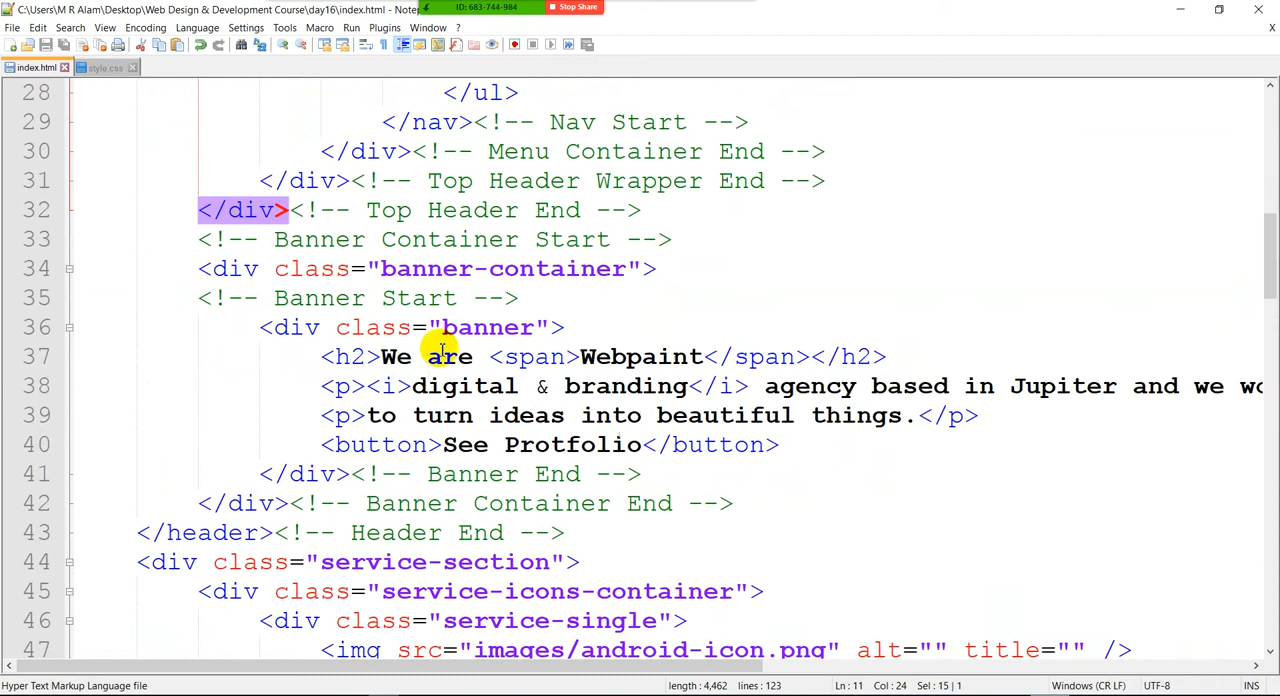 C:\Users\M R Alam\Desktop\Web Design & Development Course\day16\index.html - Notep
ID: 683-744-984
Stop Share
File Edit Search View Encoding Language Settings Tools Macro Run Plugins Window ?
X
index.html
style.css
28 </ul>
29 </nav><!-- Nav Start -->
30 </div><!-- Menu Container End -->
31 </div><!-- Top Header Wrapper End -->
32 </div><!-- Top Header End -->
33 <!-- Banner Container Start -->
34 <div class="banner-container">
35 <!-- Banner Start -->
36 <div class="banner">
37 <h2>We are <span>Webpaint</span></h2>
38 <p><i>digital & branding</i> agency based in Jupiter and we wo
39 <p>to turn ideas into beautiful things.</p>
40 <button>See Protfolio</button>
41 </div><!-- Banner End -->
42 </div><!-- Banner Container End -->
43 </header><!-- Header End -->
44 <div class="service-section">
45 <div class="service-icons-container">
46 <div class="service-single">
47 <img src="images/android-icon.png" alt="" title="" />
Hyper Text Markup Language file
length : 4,462 lines : 123
Ln : 11 Col : 24 Sel : 15 | 1
Windows (CR LF)
UTF-8
INS